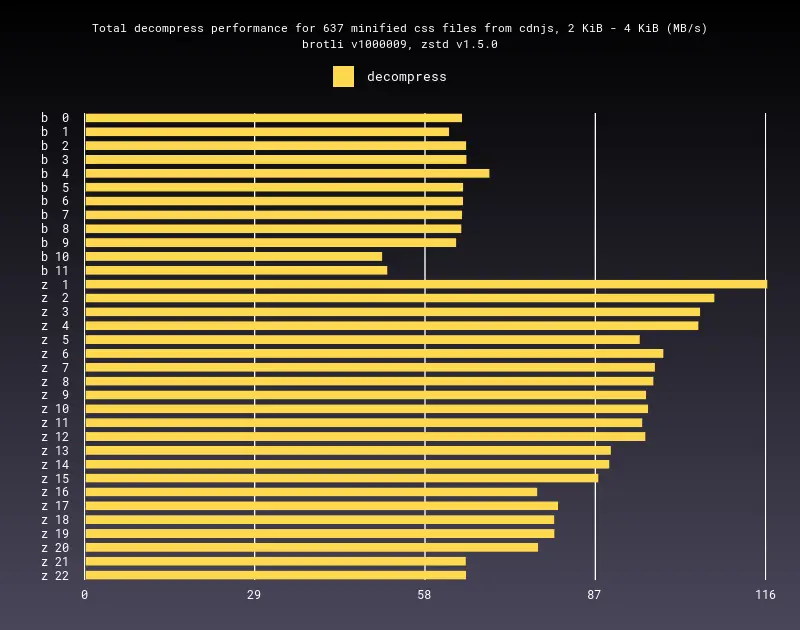 Total decompress performance for 637 minified css files from cdnjs, 2 KiB - 4 KiB (MB/s)
brotli v1000009, zstd v1.5.0
decompress
b 0
b 1
b 2
b 3
b 4
b 5
b 6
b 7
b 8
b 9
b 10
b 11
z 1
z 2
z 3
z 4
z 5
z 6
z 7
z 8
z 9
z 10
z 11
z 12
z 13
z 14
z 15
z 16
z 17
z 18
z 19
z 20
z 21
z 22
0 29 58 87 116